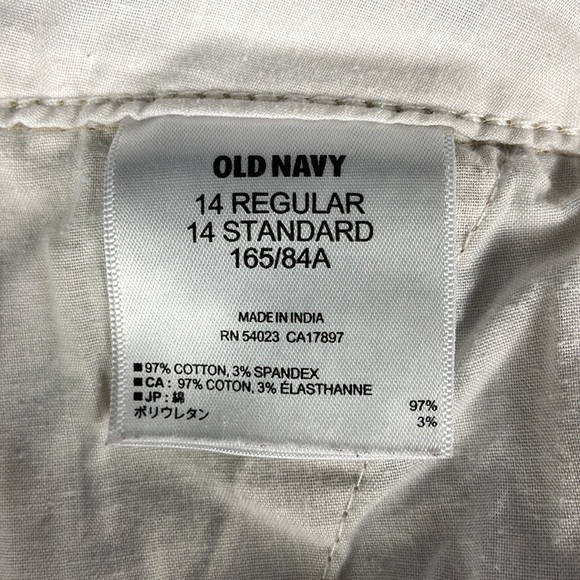 OLD NAVY
14 REGULAR
14 STANDARD
165/84A
MADE IN INDIA
RN 54023 CA17897
■97% COTTON, 3% SPANDEX
■CA : 97% COTON, 3% ÉLASTHANNE
■JP : 綿 97%
ポリウレタン 3%